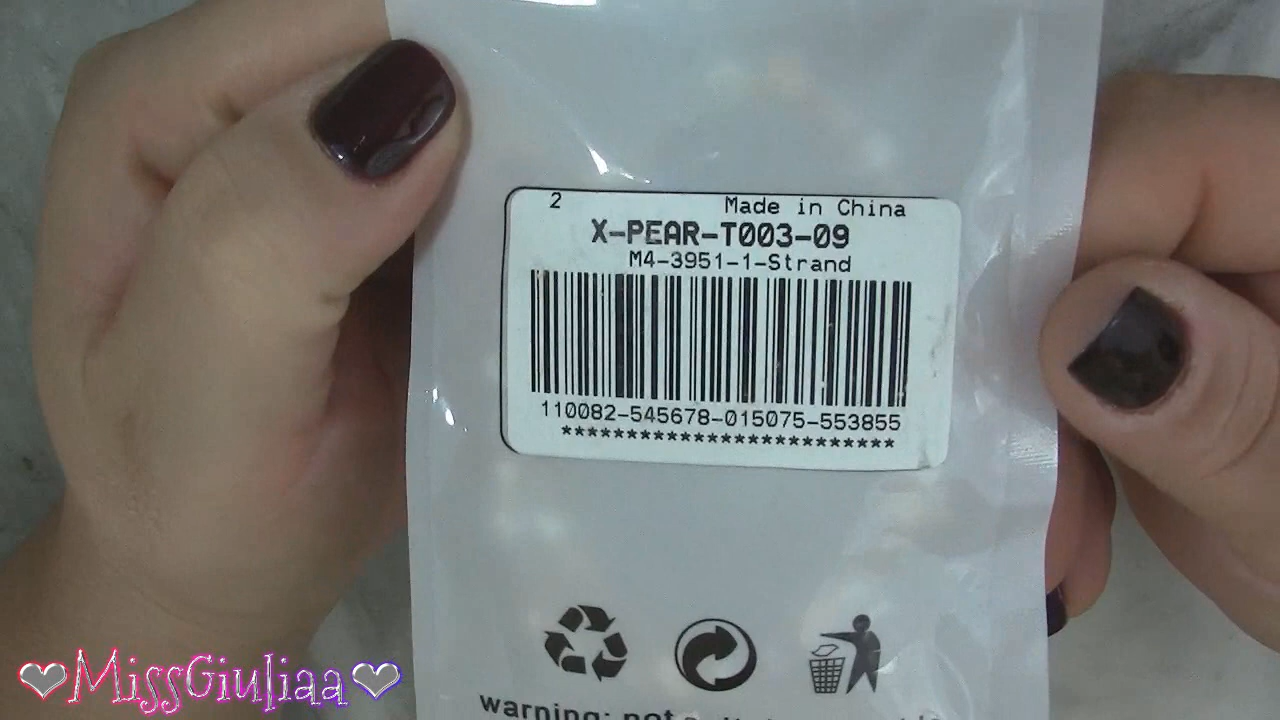 2 Made in China
X-PEAR-T003-09
M4-3951-1-Strand
110082-545678-015075-553855
************************
warning: not
MissGiuliaa